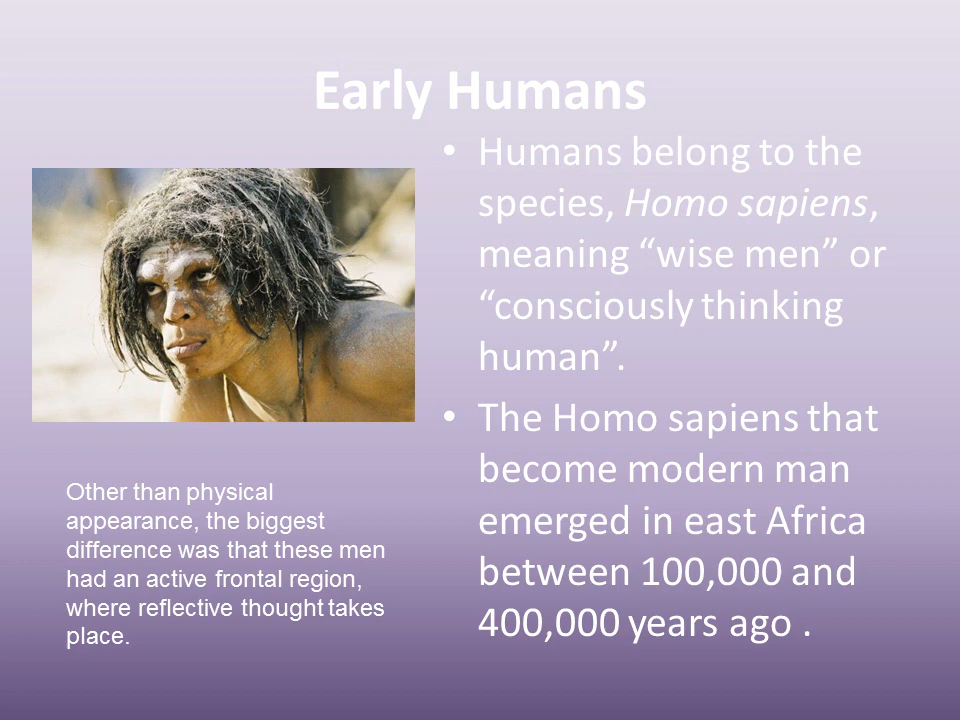 Early Humans
• Humans belong to the
species, Homo sapiens,
meaning “wise men” or
“consciously thinking
human”.
• The Homo sapiens that
become modern man
emerged in east Africa
between 100,000 and
400,000 years ago .
Other than physical
appearance, the biggest
difference was that these men
had an active frontal region,
where reflective thought takes
place.